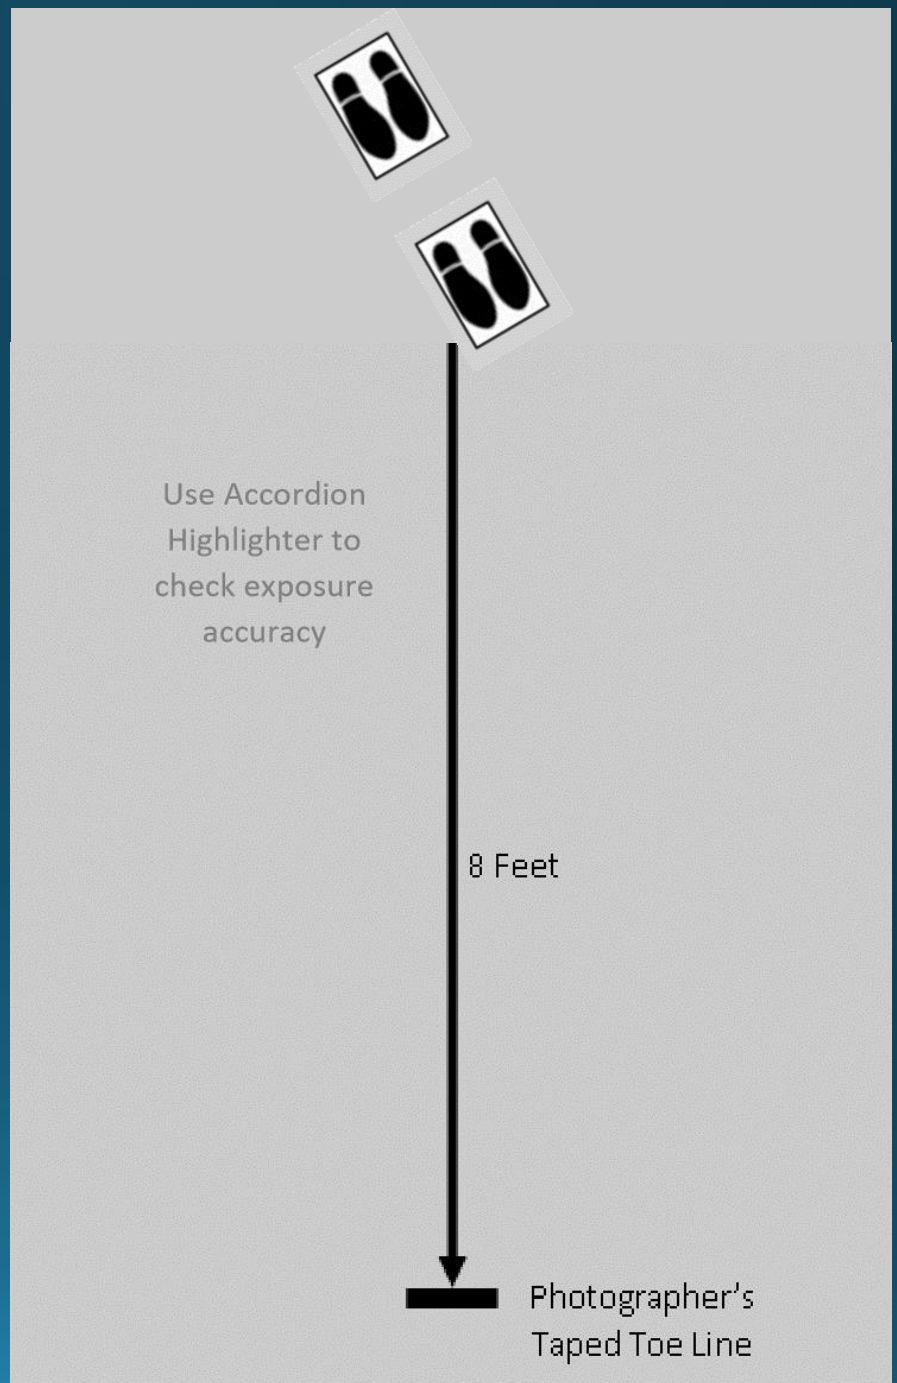 Use Accordion
Highlighter to
check exposure
accuracy
8 Feet
Photographer's
Taped Toe Line